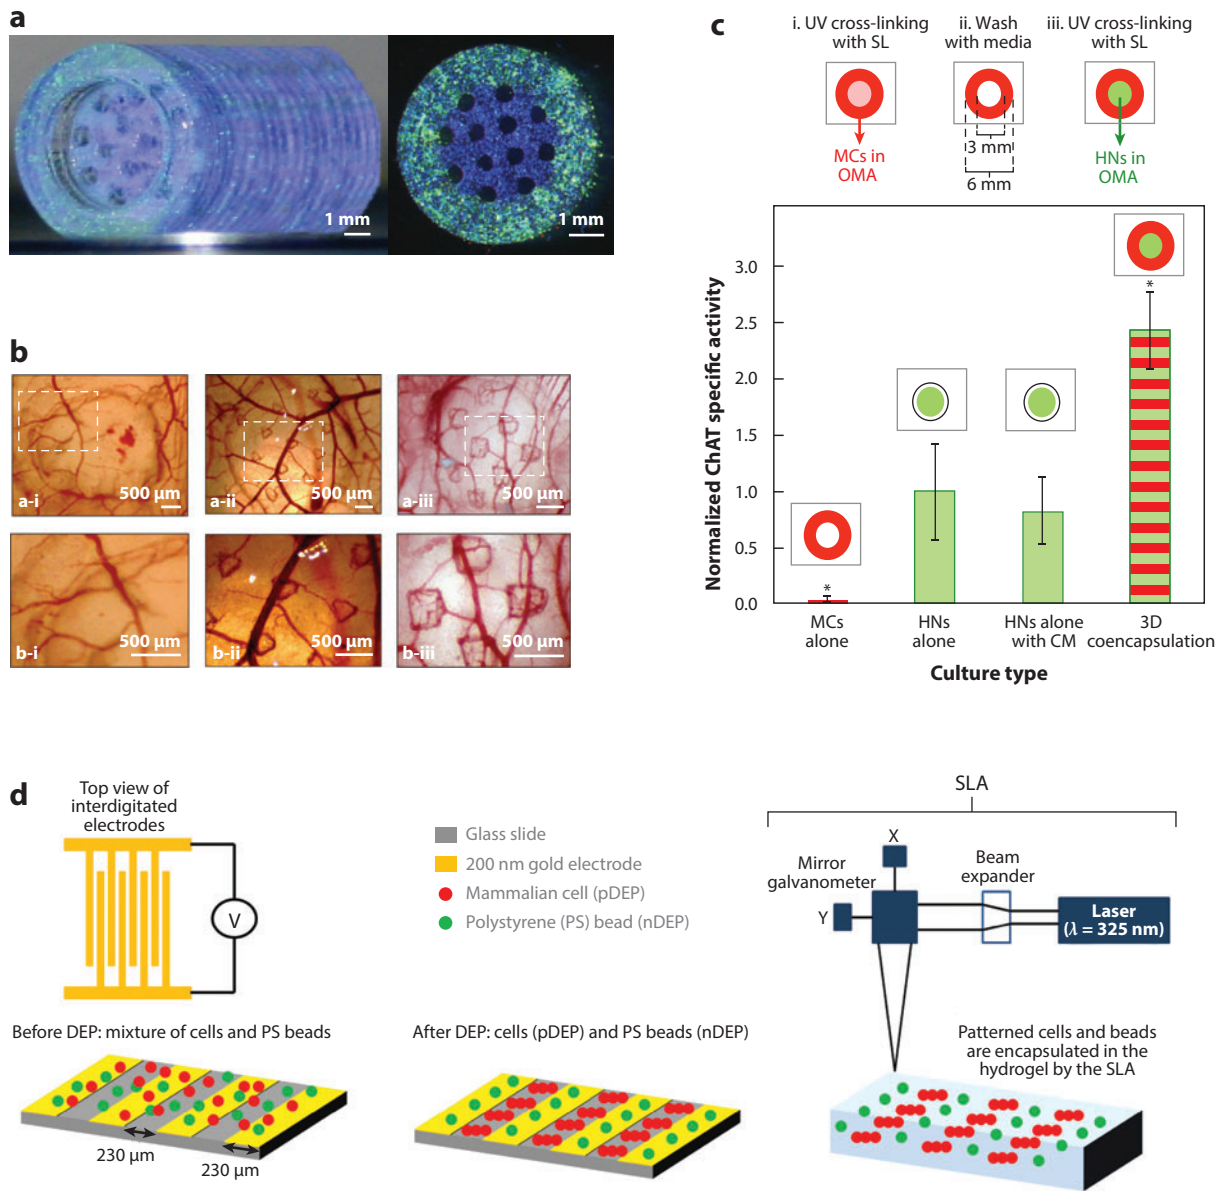 a
1 mm
1 mm
b
500 µm
a-i
500 µm
a-ii
500 µm
a-iii
500 µm
b-i
500 µm
b-ii
500 µm
b-iii
c
i. UV cross-linking
with SL
ii. Wash
with media
iii. UV cross-linking
with SL
MCs in
OMA
3 mm
6 mm
HNs in
OMA
Normalized ChAT specific activity
3.0
2.5
2.0
1.5
1.0
0.5
0.0
*
*
MCs
alone
HNs
alone
HNs alone
with CM
3D
coencapsulation
Culture type
d
Top view of
interdigitated
electrodes
V
Glass slide
200 nm gold electrode
Mammalian cell (pDEP)
Polystyrene (PS) bead (nDEP)
SLA
X
Mirror
galvanometer
Y
Beam
expander
Laser
(λ = 325 nm)
Before DEP: mixture of cells and PS beads
230 µm
230 µm
After DEP: cells (pDEP) and PS beads (nDEP)
Patterned cells and beads
are encapsulated in the
hydrogel by the SLA